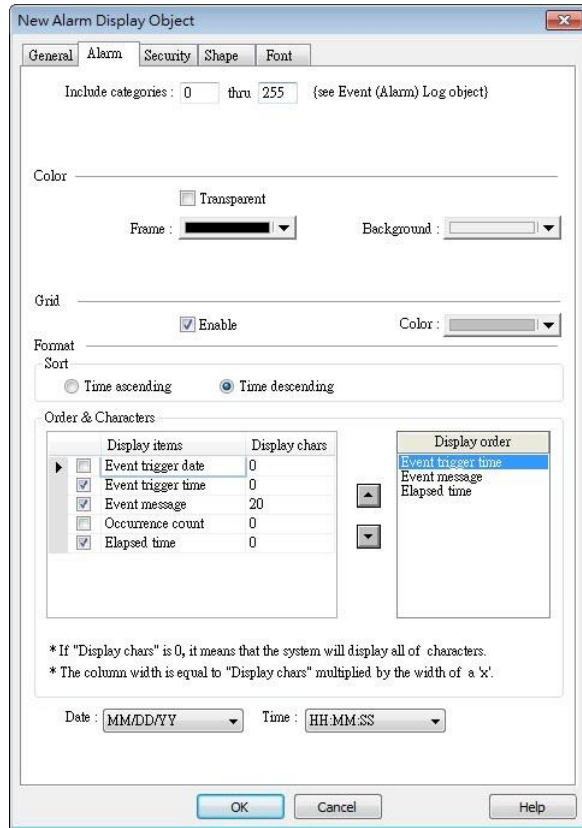 New Alarm Display Object
General Alarm Security Shape Font
Include categories : 0 thru 255 {see Event (Alarm) Log object}
Color
Transparent
Frame : Background :
Grid
Enable Color :
Format
Sort
Time ascending Time descending
Order & Characters
Display items Display chars Display order
Event trigger date 0 Event trigger time
Event trigger time 0 Event message
Event message 20 Elapsed time
Occurrence count 0
Elapsed time 0
* If "Display chars" is 0, it means that the system will display all of characters.
* The column width is equal to "Display chars" multiplied by the width of a 'x'.
Date : MM/DD/YY Time : HH:MM:SS
OK Cancel Help